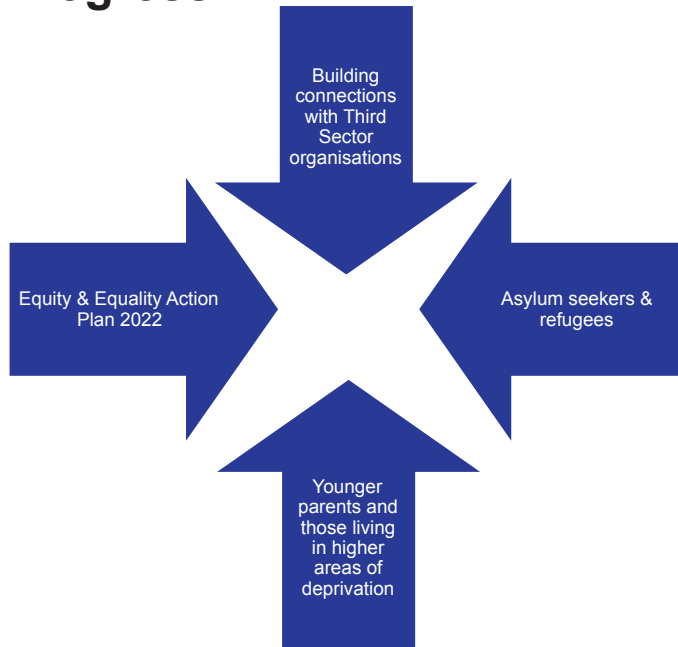 Building
connections
with Third
Sector
organisations
Equity & Equality Action
Plan 2022
Asylum seekers &
refugees
Younger
parents and
those living
in higher
areas of
deprivation